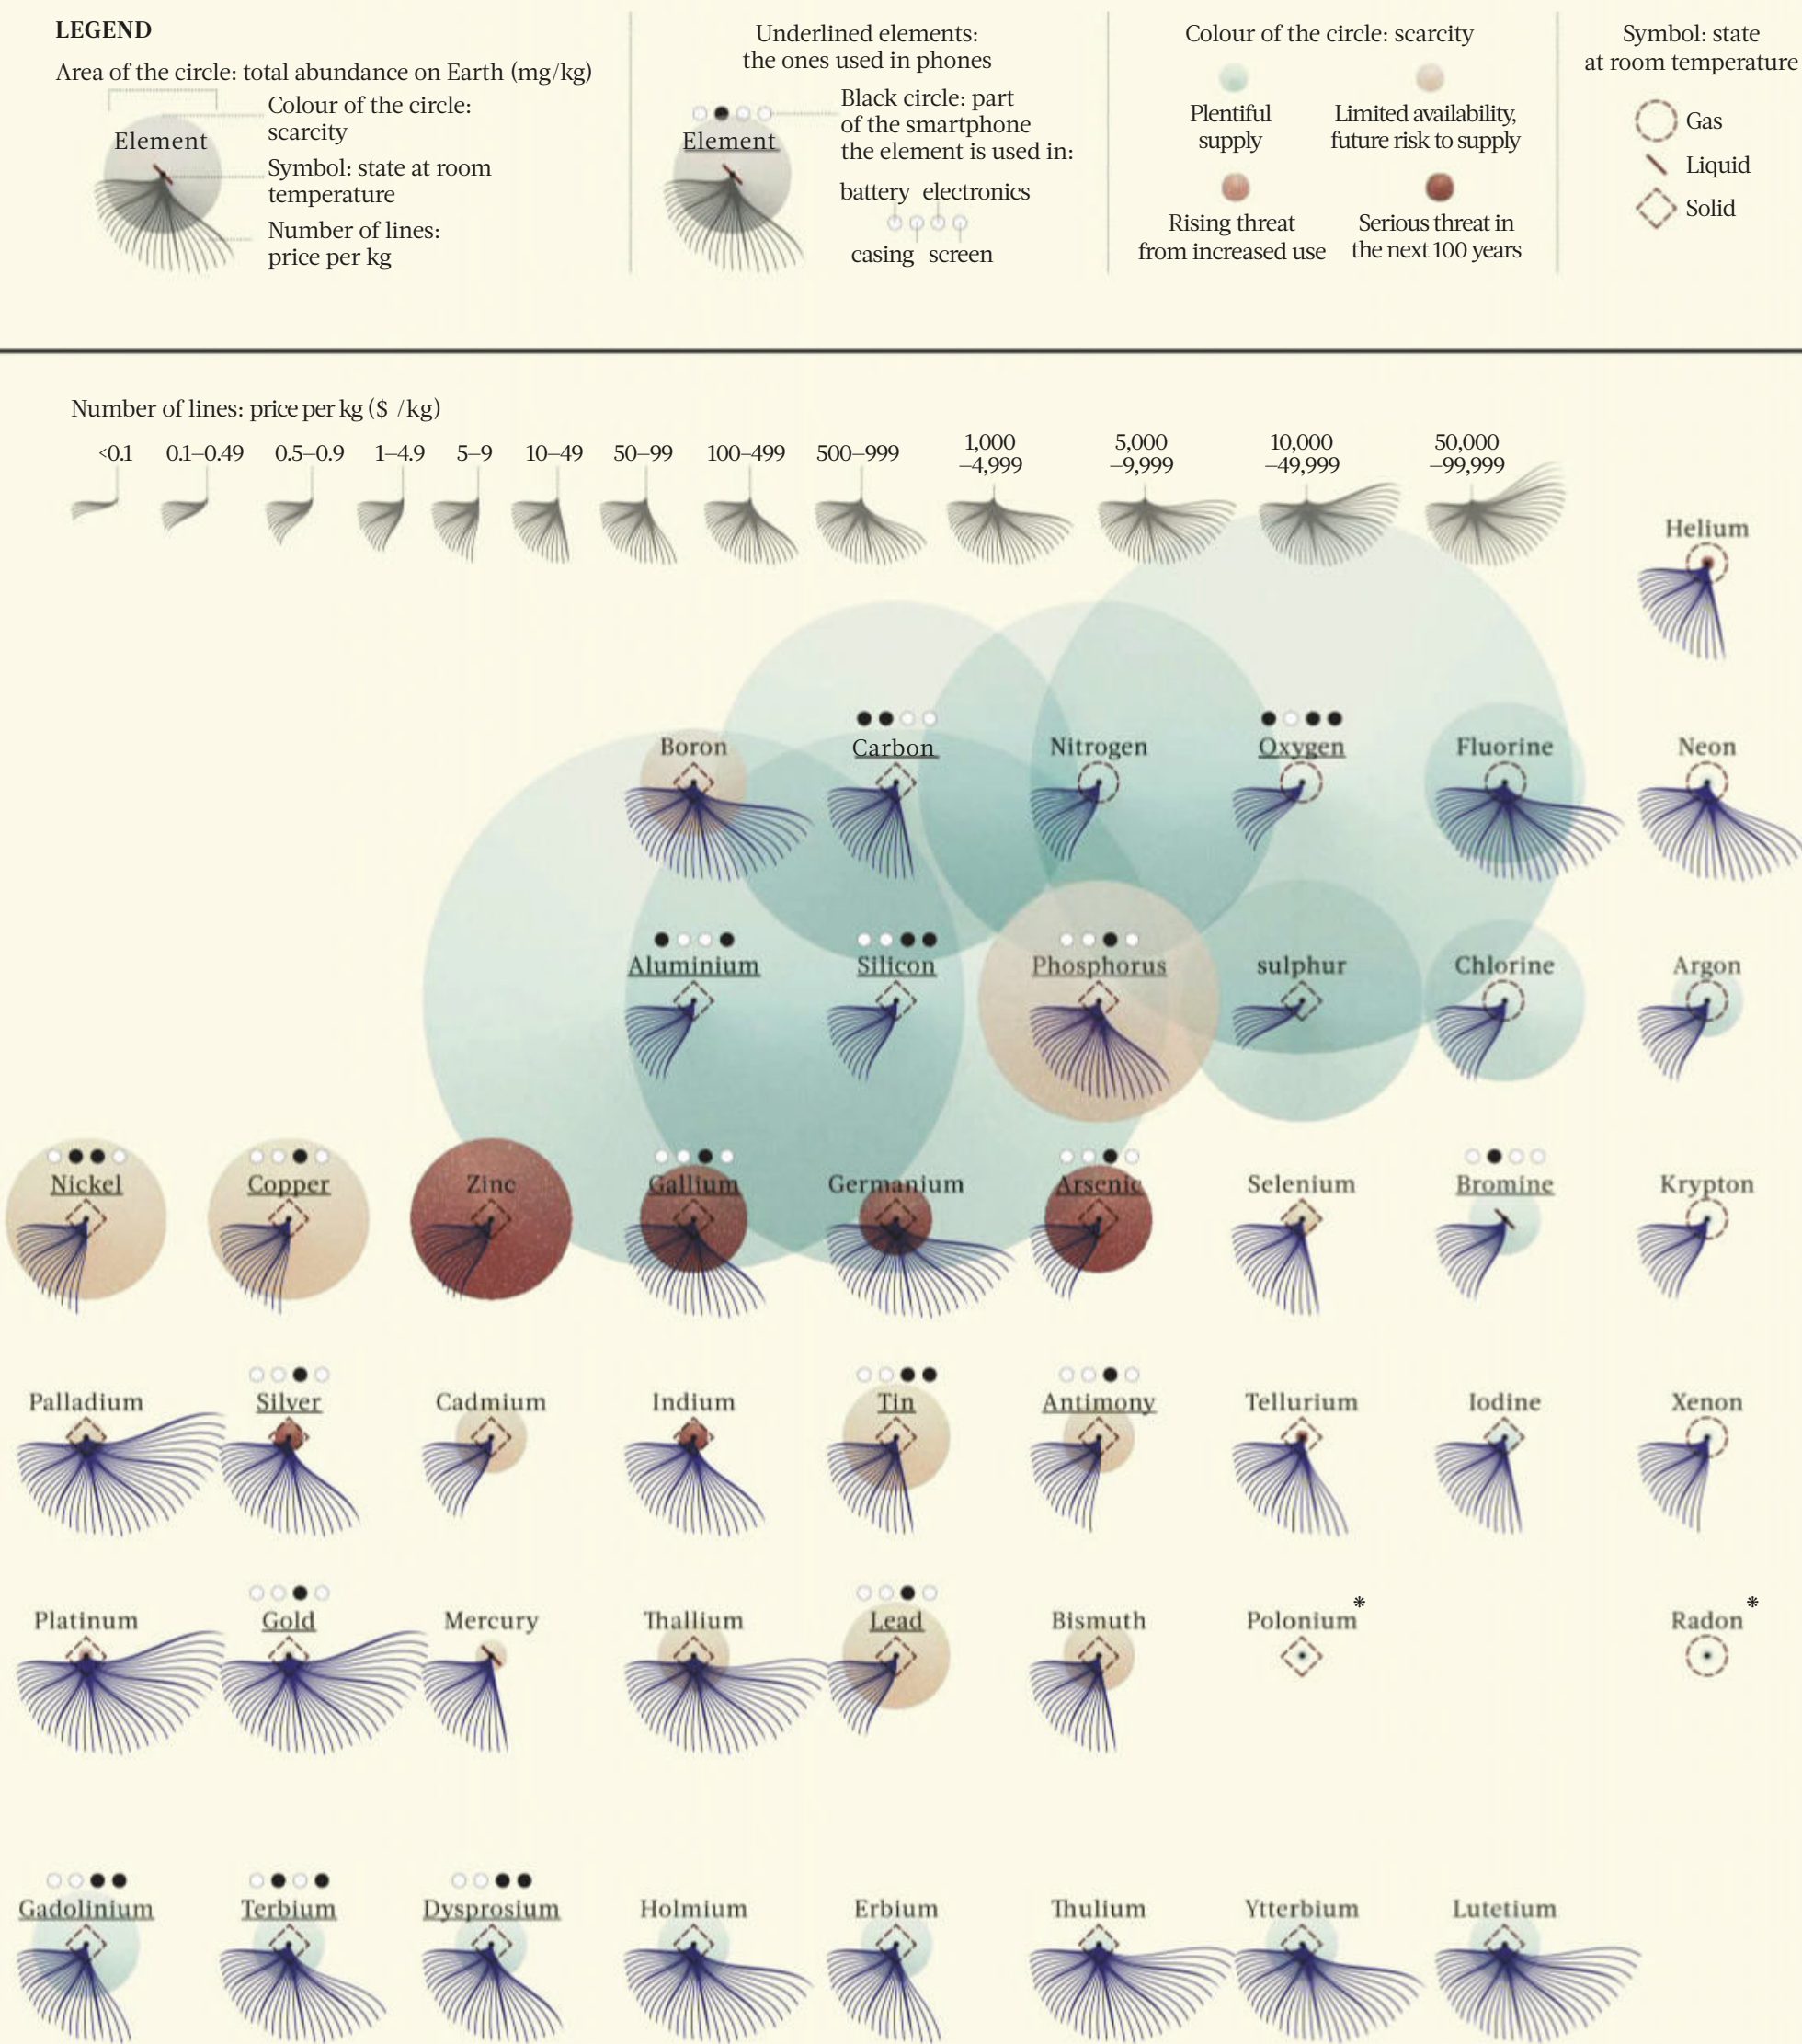 LEGEND
Area of the circle: total abundance on Earth (mg/kg)
Element
Colour of the circle:
scarcity
Symbol: state at room
temperature
Number of lines:
price per kg
Underlined elements:
the ones used in phones
Element
Black circle: part
of the smartphone
the element is used in:
battery electronics
casing screen
Colour of the circle: scarcity
Plentiful
supply
Limited availability,
future risk to supply
Rising threat
from increased use
Serious threat in
the next 100 years
Symbol: state
at room temperature
Gas
Liquid
Solid
Number of lines: price per kg ($ /kg)
<0.1 0.1–0.49 0.5–0.9 1–4.9 5–9 10–49 50–99 100–499 500–999 1,000 –4,999 5,000 –9,999 10,000 –49,999 50,000 –99,999
Helium
Boron Carbon Nitrogen Oxygen Fluorine Neon
Aluminium Silicon Phosphorus sulphur Chlorine Argon
Nickel Copper Zinc Gallium Germanium Arsenic Selenium Bromine Krypton
Palladium Silver Cadmium Indium Tin Antimony Tellurium Iodine Xenon
Platinum Gold Mercury Thallium Lead Bismuth Polonium* Radon*
Gadolinium Terbium Dysprosium Holmium Erbium Thulium Ytterbium Lutetium